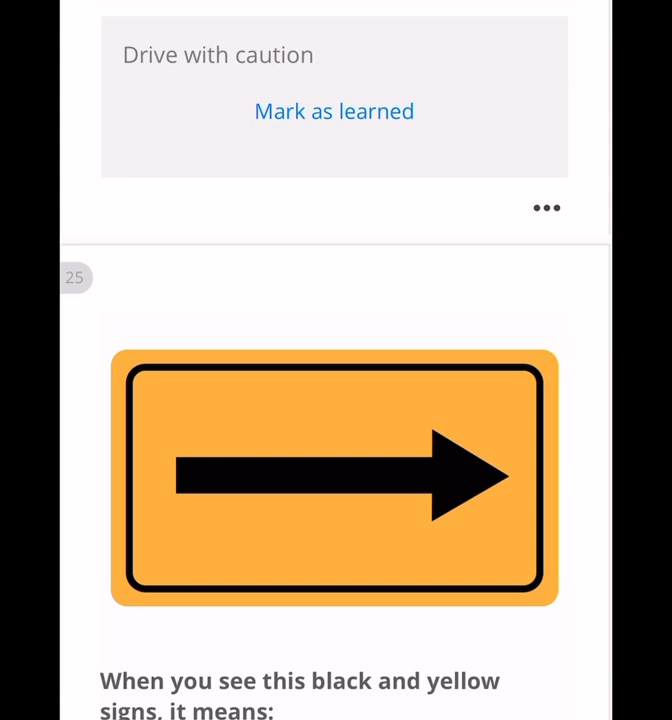 Drive with caution
Mark as learned
25
When you see this black and yellow
signs, it means: